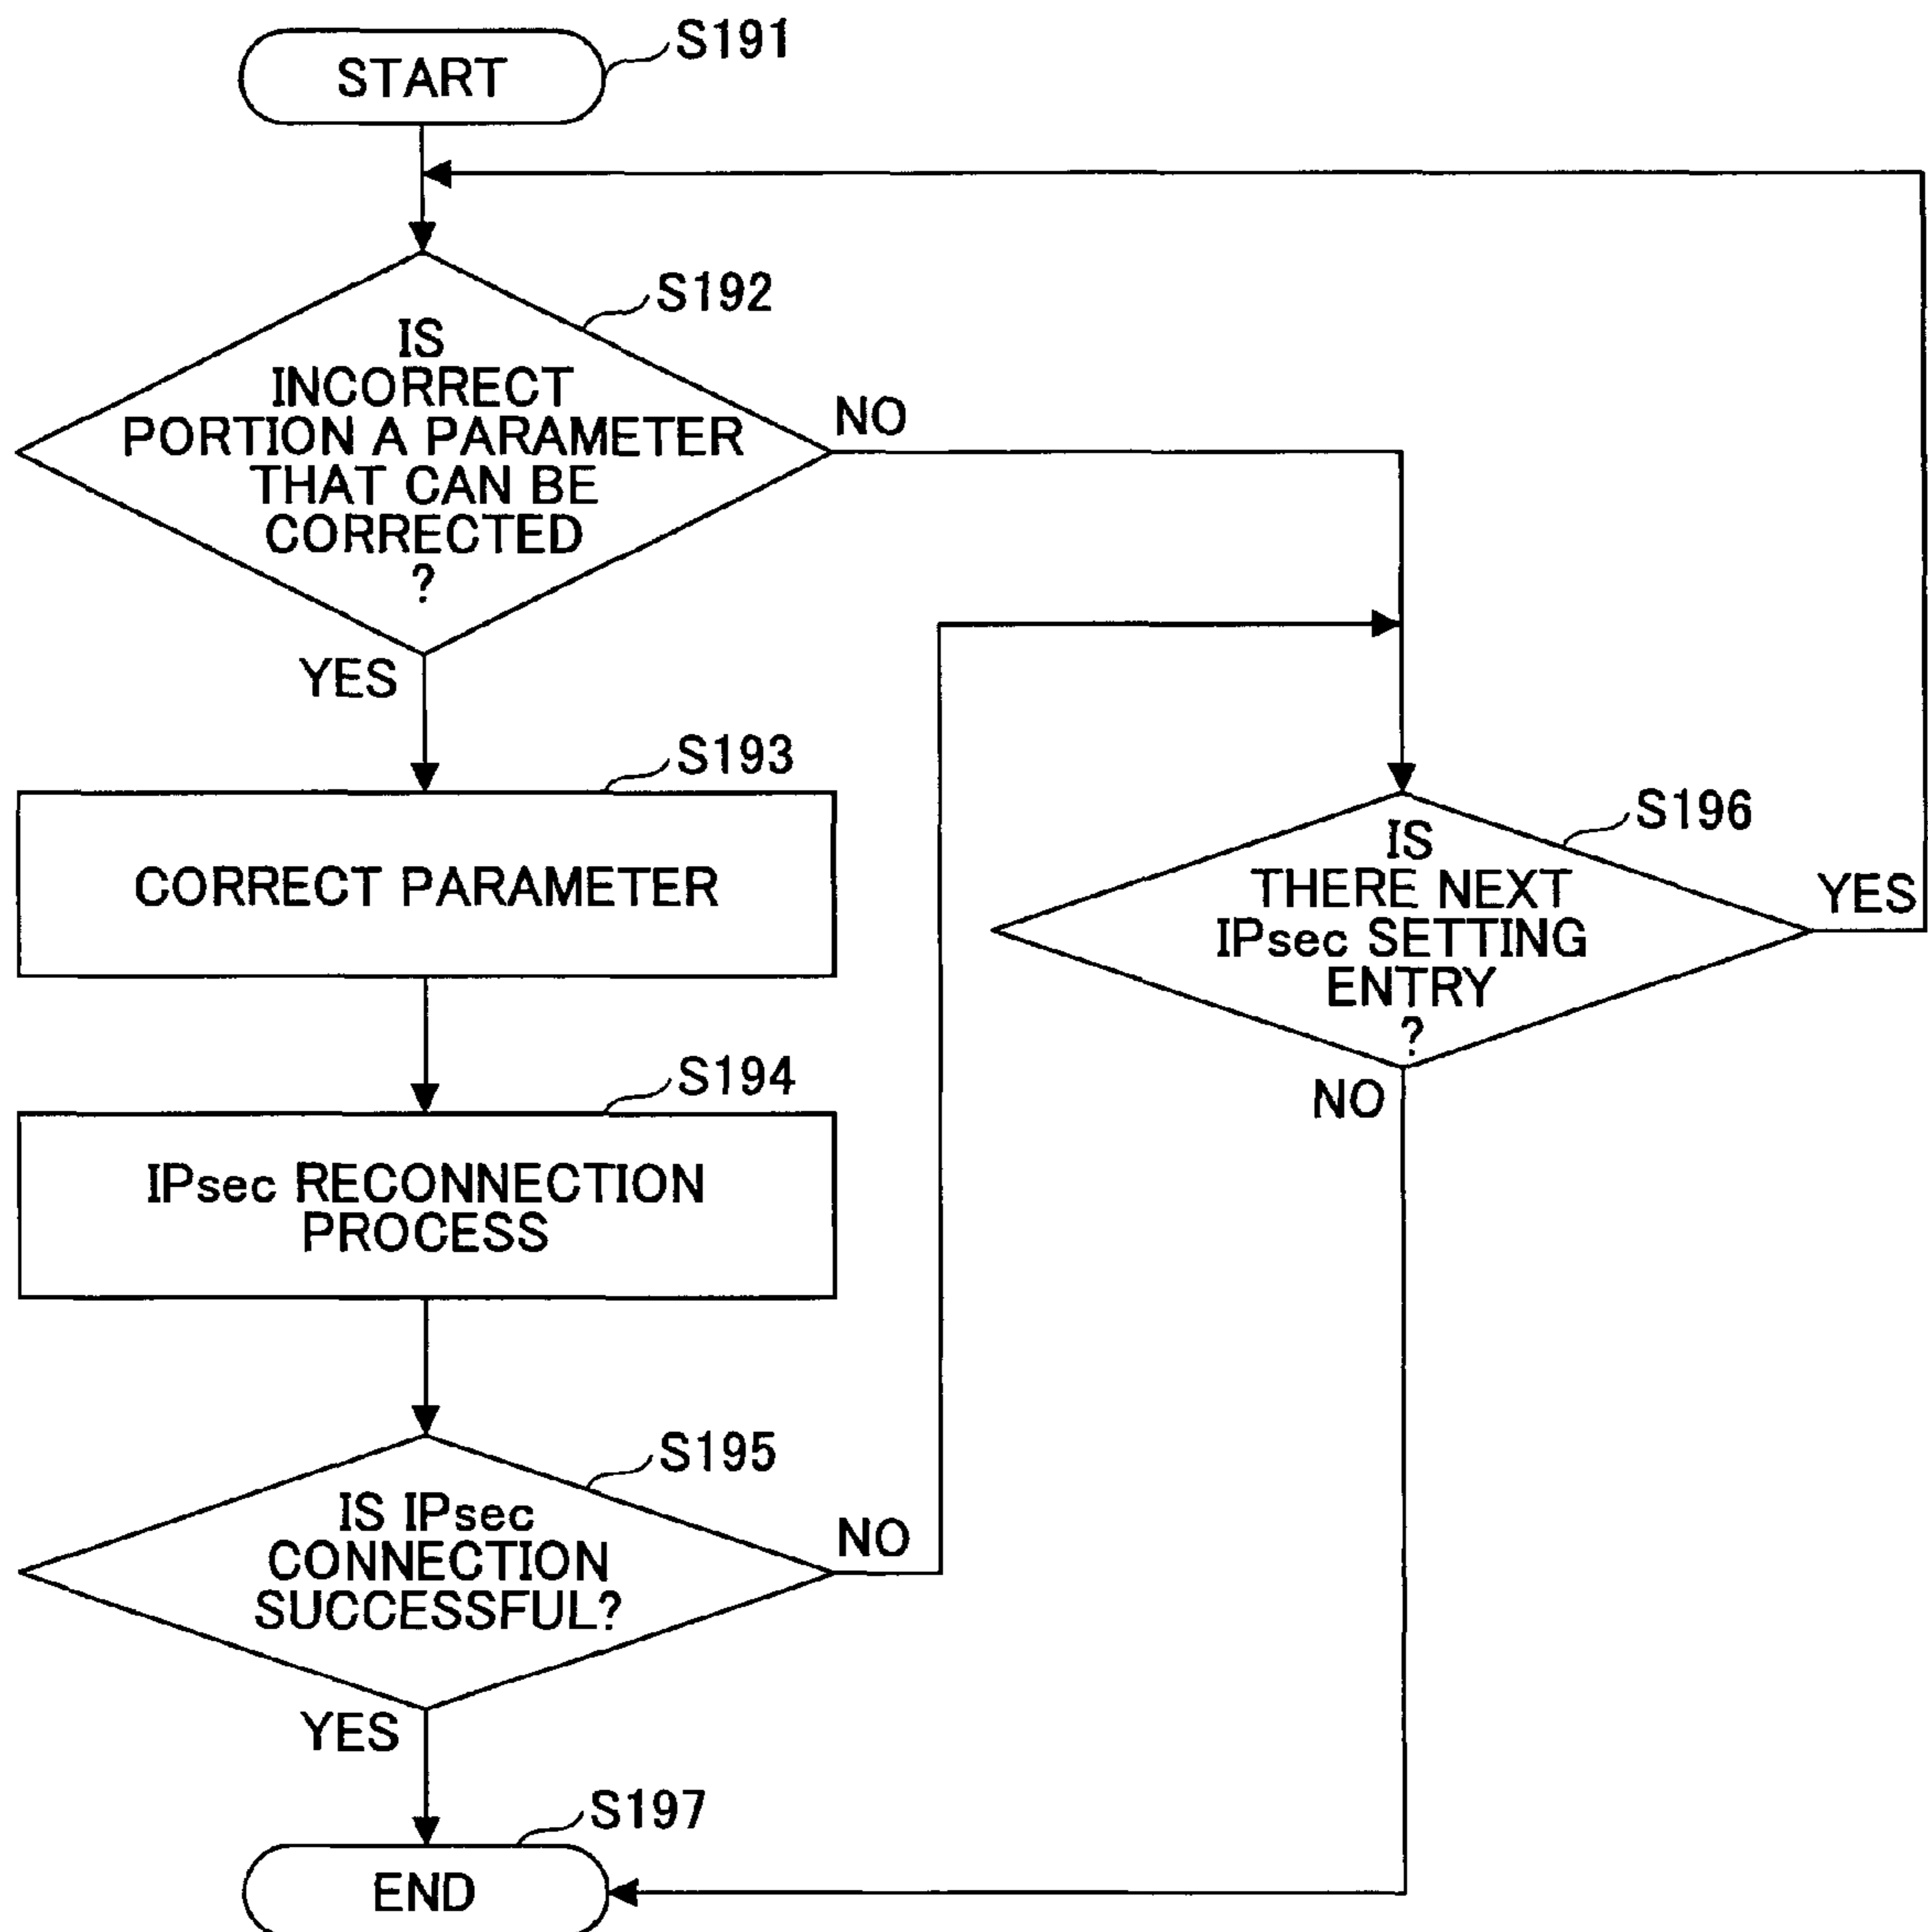 START
S191
S192
IS
INCORRECT
PORTION A PARAMETER
THAT CAN BE
CORRECTED
?
NO
YES
S193
CORRECT PARAMETER
S194
IPsec RECONNECTION
PROCESS
S195
IS IPsec
CONNECTION
SUCCESSFUL?
NO
YES
S196
IS
THERE NEXT
IPsec SETTING
ENTRY
?
YES
NO
S197
END